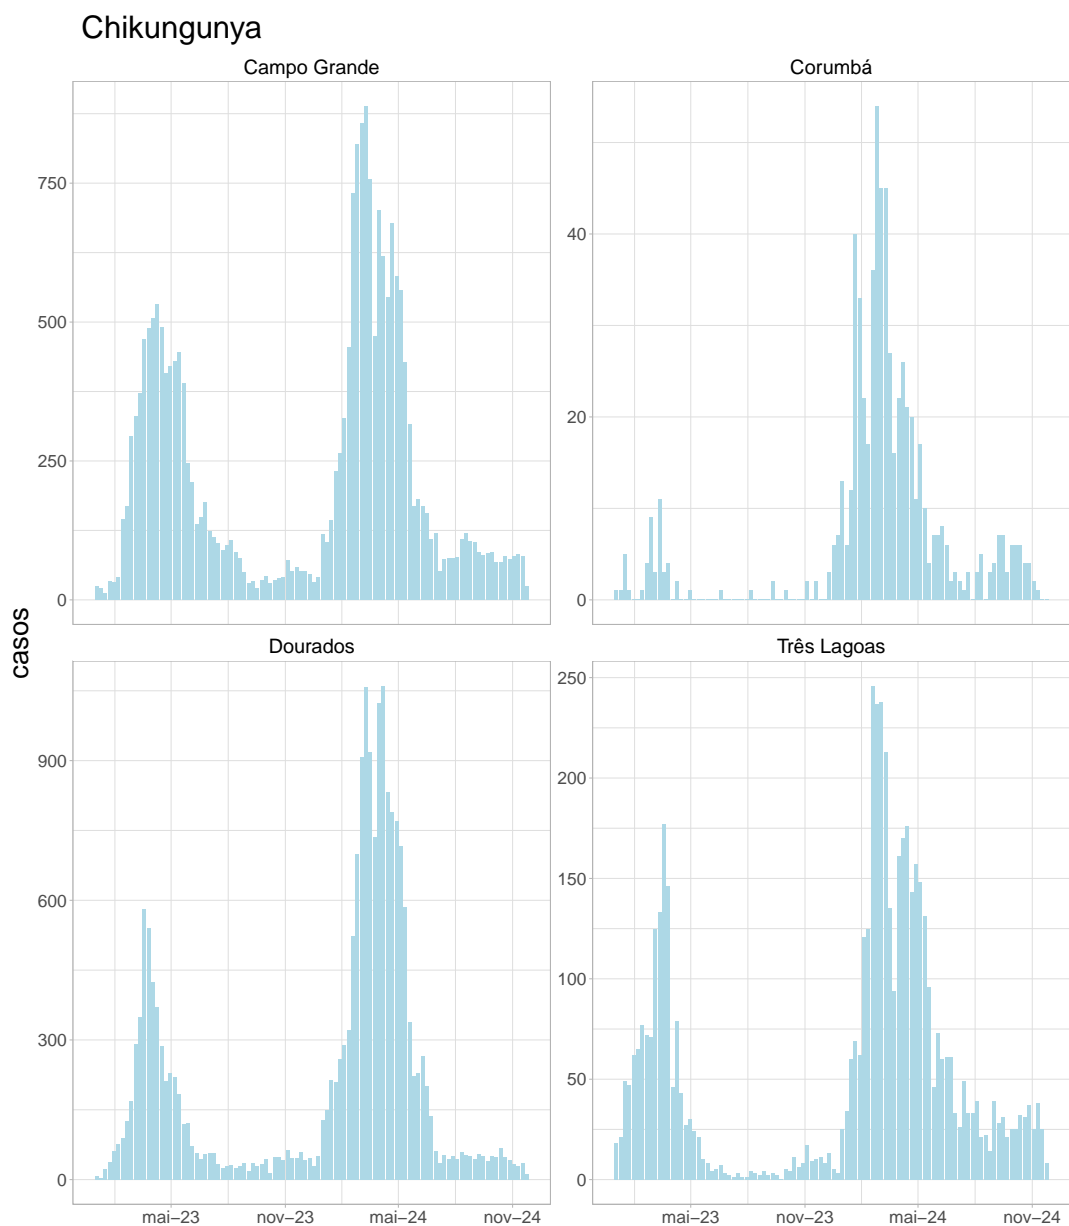 Chikungunya
Campo Grande
Corumbá
750
500
250
0
40
20
0
casos
Dourados
Três Lagoas
900
600
300
0
250
200
150
100
50
0
mai–23 nov–23 mai–24 nov–24
mai–23 nov–23 mai–24 nov–24